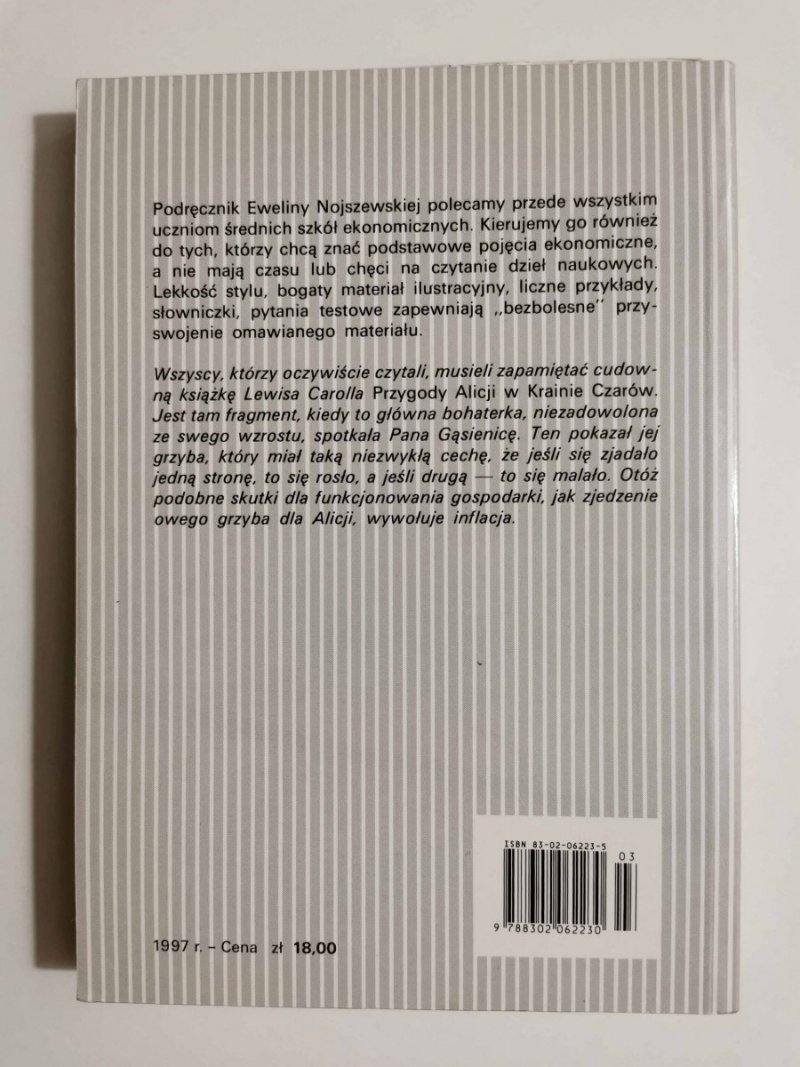 Podręcznik Eweliny Nojszewskiej polecamy przede wszystkim
uczniom średnich szkół ekonomicznych. Kierujemy go również
do tych, którzy chcą znać podstawowe pojęcia ekonomiczne,
a nie mają czasu lub chęci na czytanie dzieł naukowych.
Lekkość stylu, bogaty materiał ilustracyjny, liczne przykłady,
słowniczki, pytania testowe zapewniają „bezbolesne" przy-
swojenie omawianego materiału.
Wszyscy, którzy oczywiście czytali, musieli zapamiętać cudow-
ną książkę Lewisa Carolla Przygody Alicji w Krainie Czarów.
Jest tam fragment, kiedy to główna bohaterka, niezadowolona
ze swego wzrostu, spotkała Pana Gąsienicę. Ten pokazał jej
grzyba, który miał taką niezwykłą cechę, że jeśli się zjadało
jedną stronę, to się rosło, a jeśli drugą — to się malało. Otóż
podobne skutki dla funkcjonowania gospodarki, jak zjedzenie
owego grzyba dla Alicji, wywołuje inflacja.
ISBN 83-02-06223-5
03
9 788302 062230
1997 r. – Cena zł 18,00